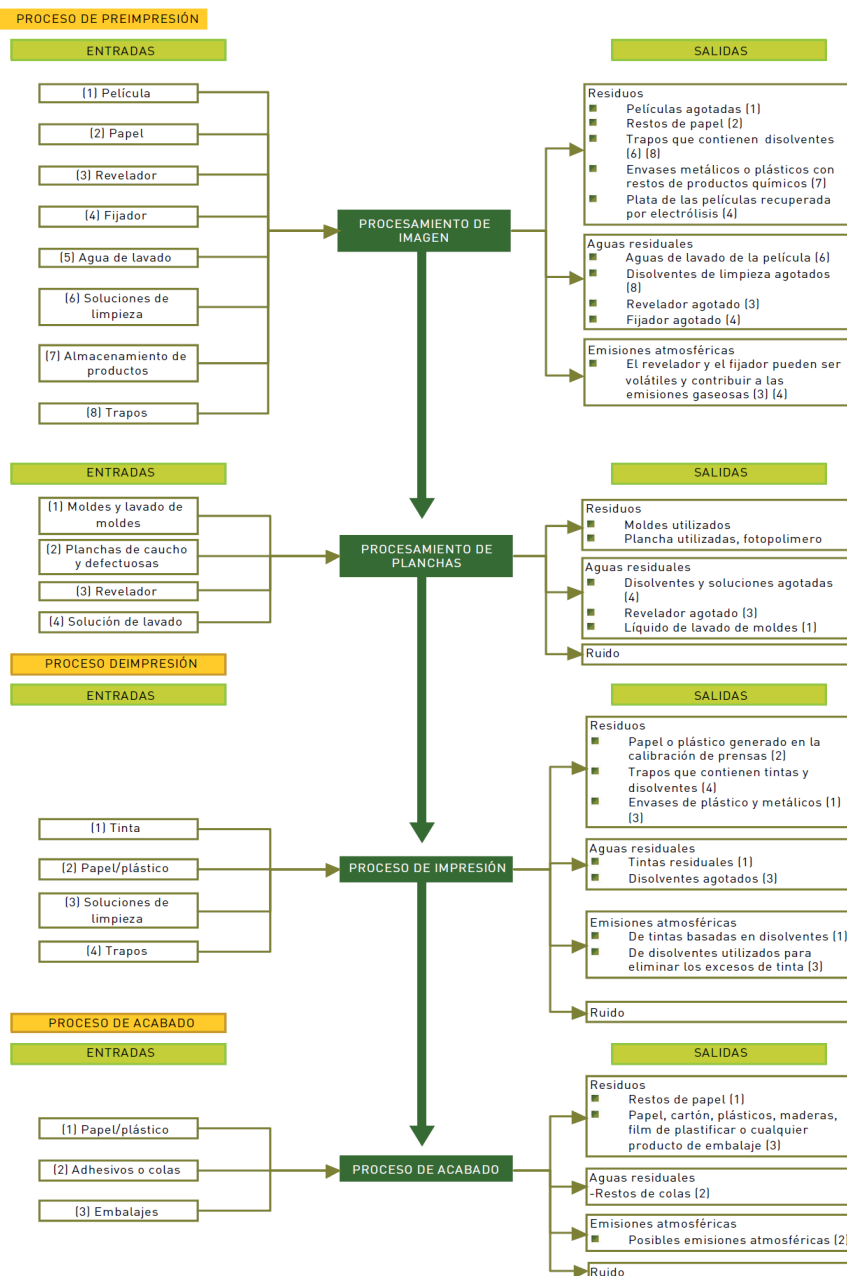 PROCESO DE PREIMPRESIÓN
ENTRADAS
SALIDAS
(1) Película
(2) Papel
(3) Revelador
(4) Fijador
(5) Agua de lavado
(6) Soluciones de
limpieza
(7) Almacenamiento de
productos
(8) Trapos
PROCESAMIENTO DE
IMAGEN
Residuos
Películas agotadas (1)
Restos de papel (2)
Trapos que contienen disolventes
(6) (8)
Envases metálicos o plásticos con
restos de productos químicos (7)
Plata de las películas recuperada
por electrólisis (4)
Aguas residuales
Aguas de lavado de la película (6)
Disolventes de limpieza agotados
(8)
Revelador agotado (3)
Fijador agotado (4)
Emisiones atmosféricas
El revelador y el fijador pueden ser
volátiles y contribuir a las
emisiones gaseosas (3) (4)
ENTRADAS
SALIDAS
(1) Moldes y lavado de
moldes
(2) Planchas de caucho
y defectuosas
(3) Revelador
(4) Solución de lavado
PROCESAMIENTO DE
PLANCHAS
Residuos
Moldes utilizados
Plancha utilizadas, fotopolimero
Aguas residuales
Disolventes y soluciones agotadas
(4)
Revelador agotado (3)
Líquido de lavado de moldes (1)
Ruido
PROCESO DEIMPRESIÓN
ENTRADAS
SALIDAS
(1) Tinta
(2) Papel/plástico
(3) Soluciones de
limpieza
(4) Trapos
PROCESO DE IMPRESIÓN
Residuos
Papel o plástico generado en la
calibración de prensas (2)
Trapos que contienen tintas y
disolventes (4)
Envases de plástico y metálicos (1)
(3)
Aguas residuales
Tintas residuales (1)
Disolventes agotados (3)
Emisiones atmosféricas
De tintas basadas en disolventes (1)
De disolventes utilizados para
eliminar los excesos de tinta (3)
Ruido
PROCESO DE ACABADO
ENTRADAS
SALIDAS
(1) Papel/plástico
(2) Adhesivos o colas
(3) Embalajes
PROCESO DE ACABADO
Residuos
Restos de papel (1)
Papel, cartón, plásticos, maderas,
film de plastificar o cualquier
producto de embalaje (3)
Aguas residuales
-Restos de colas (2)
Emisiones atmosféricas
Posibles emisiones atmosféricas (2)
Ruido